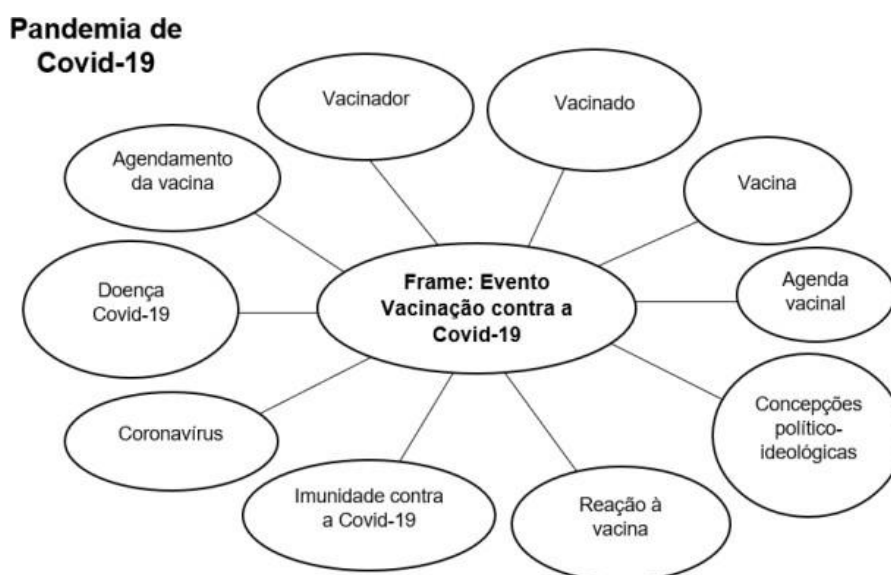 Pandemia de
Covid-19
Vacinador
Vacinado
Agendamento
da vacina
Vacina
Doença
Covid-19
Frame: Evento
Vacinação contra a
Covid-19
Agenda
vacinal
Coronavírus
Concepções
político-
ideológicas
Imunidade contra
a Covid-19
Reação à
vacina